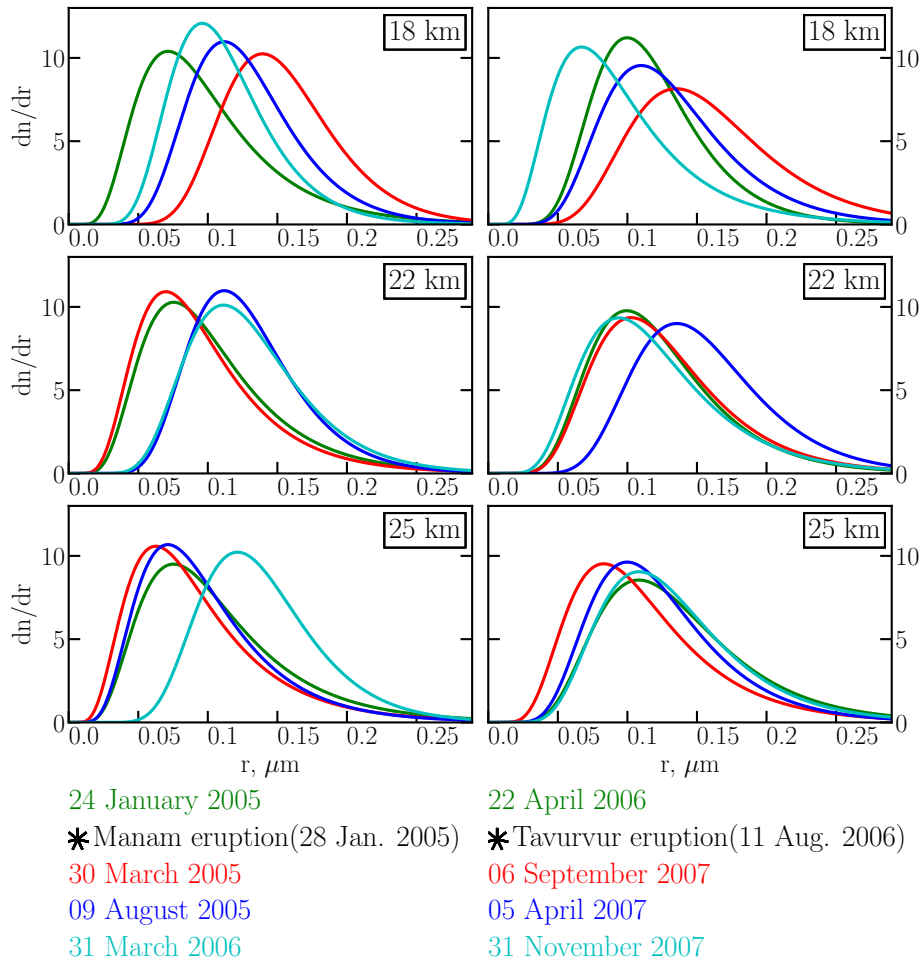 18 km
18 km
dn/dr
0
5
10
0.0 0.05 0.1 0.15 0.2 0.25
0.0 0.05 0.1 0.15 0.2 0.25
0
5
10
22 km
22 km
dn/dr
0
5
10
0.0 0.05 0.1 0.15 0.2 0.25
0.0 0.05 0.1 0.15 0.2 0.25
0
5
10
25 km
25 km
dn/dr
0
5
10
0.0 0.05 0.1 0.15 0.2 0.25
0.0 0.05 0.1 0.15 0.2 0.25
0
5
10
r, μm
r, μm
24 January 2005
Manam eruption(28 Jan. 2005)
30 March 2005
09 August 2005
31 March 2006
22 April 2006
Tavurvur eruption(11 Aug. 2006)
06 September 2007
05 April 2007
31 November 2007